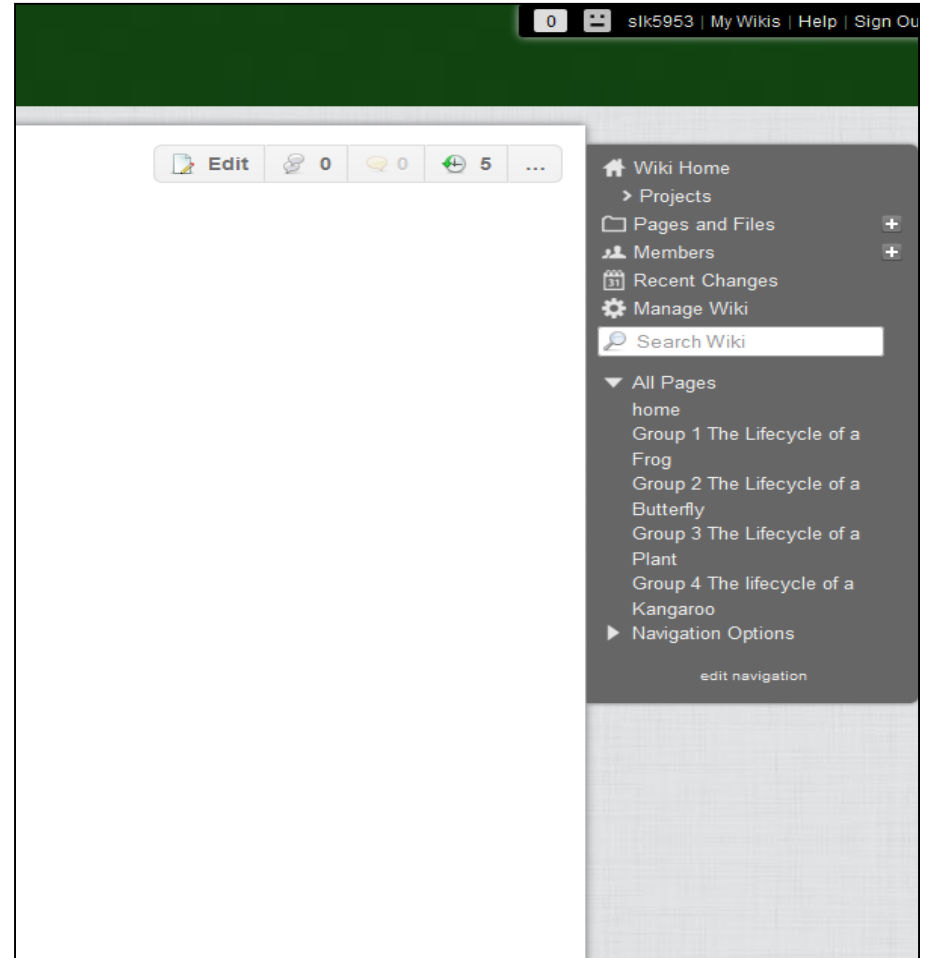 0 slk5953 | My Wikis | Help | Sign Ou
Edit 0 0 5 ...
Wiki Home
> Projects
Pages and Files +
Members +
31 Recent Changes
Manage Wiki
Search Wiki
All Pages
home
Group 1 The Lifecycle of a
Frog
Group 2 The Lifecycle of a
Butterfly
Group 3 The Lifecycle of a
Plant
Group 4 The lifecycle of a
Kangaroo
Navigation Options
edit navigation